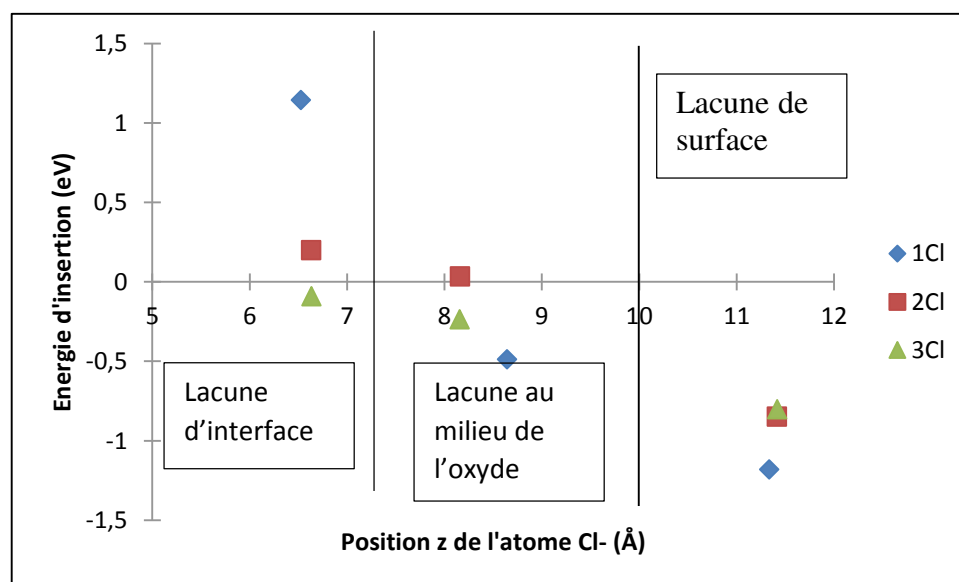 1,5
1
0,5
0
-0,5
-1
-1,5
5
6
7
8
9
10
11
12
Energie d'insertion (eV)
Position z de l'atome Cl- (Å)
Lacune
d’interface
Lacune au
milieu de
l’oxyde
Lacune de
surface
1Cl
2Cl
3Cl